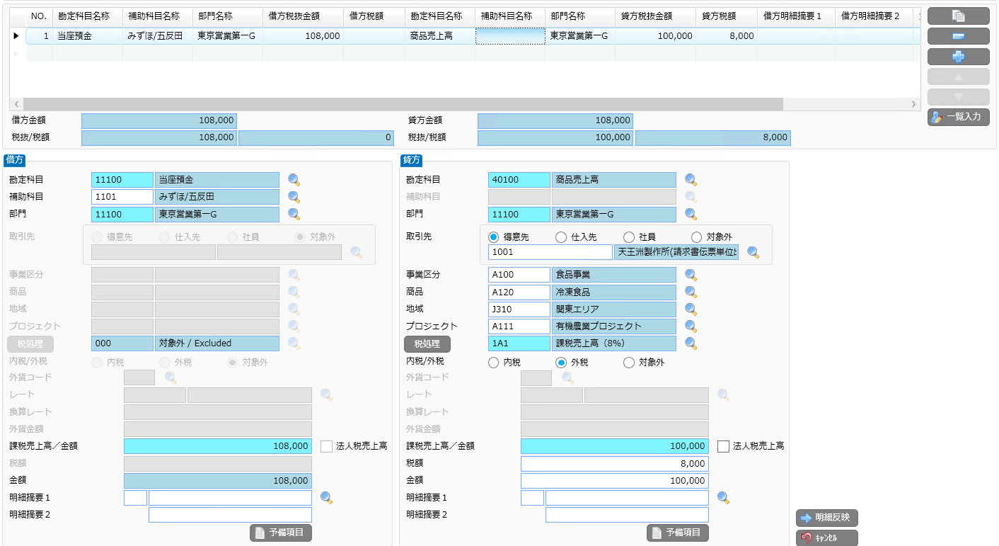 NO. 勘定科目名称 補助科目名称 部門名称 借方税抜金額 借方税額 勘定科目名称 補助科目名称 部門名称 貸方税抜金額 貸方税額 借方明細摘要1 借方明細摘要2
1 当座預金 みずほ/五反田 東京営業第一G 108,000 商品売上高 東京営業第一G 100,000 8,000
一覧入力
借方金額 108,000 貸方金額 108,000
税抜/税額 108,000 0 税抜/税額 100,000 8,000
借方
勘定科目 11100 当座預金
補助科目 1101 みずほ/五反田
部門 11100 東京営業第一G
取引先 得意先 仕入先 社員 対象外
事業区分
商品
地域
プロジェクト
税処理 000 対象外 / Excluded
内税/外税 内税 外税 対象外
外貨コード
レート
換算レート
外貨金額
課税売上高/金額 108,000 法人税売上高
税額
金額 108,000
明細摘要1
明細摘要2
予備項目
貸方
勘定科目 40100 商品売上高
補助科目
部門 11100 東京営業第一G
取引先 得意先 仕入先 社員 対象外
1001 天王洲製作所(請求書伝票単位
事業区分 A100 食品事業
商品 A120 冷凍食品
地域 J310 関東エリア
プロジェクト A111 有機農業プロジェクト
税処理 1A1 課税売上高（8%）
内税/外税 内税 外税 対象外
外貨コード
レート
換算レート
外貨金額
課税売上高/金額 100,000 法人税売上高
税額 8,000
金額 100,000
明細摘要1
明細摘要2
予備項目
明細反映
ｷｬﾝｾﾙ